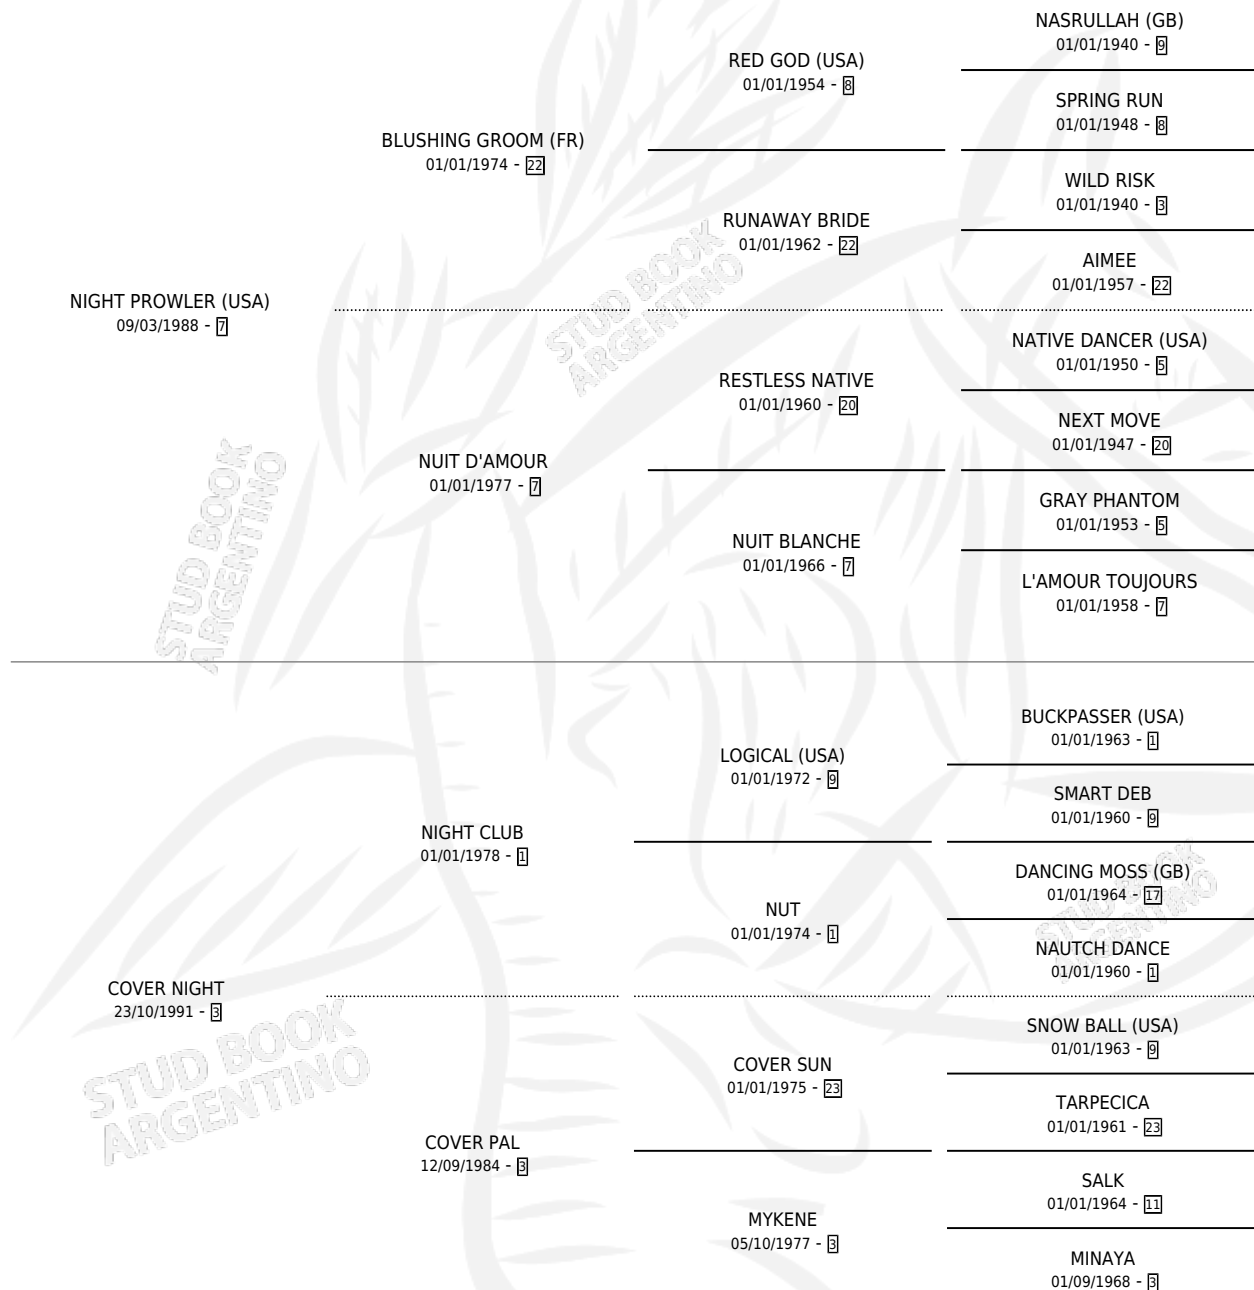 NASRULLAH (GB)
01/01/1940 - 9
RED GOD (USA)
01/01/1954 - 8
SPRING RUN
01/01/1948 - 8
BLUSHING GROOM (FR)
01/01/1974 - 22
WILD RISK
01/01/1940 - 3
RUNAWAY BRIDE
01/01/1962 - 22
AIMEE
01/01/1957 - 22
NIGHT PROWLER (USA)
09/03/1988 - 7
NATIVE DANCER (USA)
01/01/1950 - 5
RESTLESS NATIVE
01/01/1960 - 20
NEXT MOVE
01/01/1947 - 20
NUIT D'AMOUR
01/01/1977 - 7
GRAY PHANTOM
01/01/1953 - 5
NUIT BLANCHE
01/01/1966 - 7
L'AMOUR TOUJOURS
01/01/1958 - 7
BUCKPASSER (USA)
01/01/1963 - 1
LOGICAL (USA)
01/01/1972 - 9
SMART DEB
01/01/1960 - 9
NIGHT CLUB
01/01/1978 - 1
DANCING MOSS (GB)
01/01/1964 - 17
NUT
01/01/1974 - 1
NAUTCH DANCE
01/01/1960 - 1
COVER NIGHT
23/10/1991 - 3
SNOW BALL (USA)
01/01/1963 - 9
COVER SUN
01/01/1975 - 23
TARPECICA
01/01/1961 - 23
COVER PAL
12/09/1984 - 3
SALK
01/01/1964 - 11
MYKENE
05/10/1977 - 3
MINAYA
01/09/1968 - 3
STUD BOOK
ARGENTINO
STUD BOOK
ARGENTINO
STUD BOOK
ARGENTINO
STUD BOOK
ARGENTINO